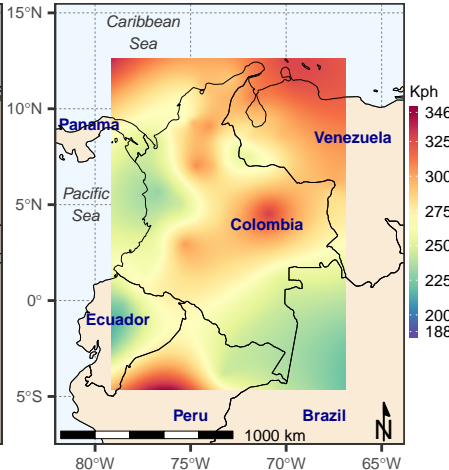 15°N
Caribbean
Sea
Kph
346
10°N
Panama
325
Venezuela
300
Pacific
Sea
5°N
275
Colombia
250
0°
225
Ecuador
200
188
5°S
Peru
Brazil
N
1000 km
80°W
75°W
70°W
65°W